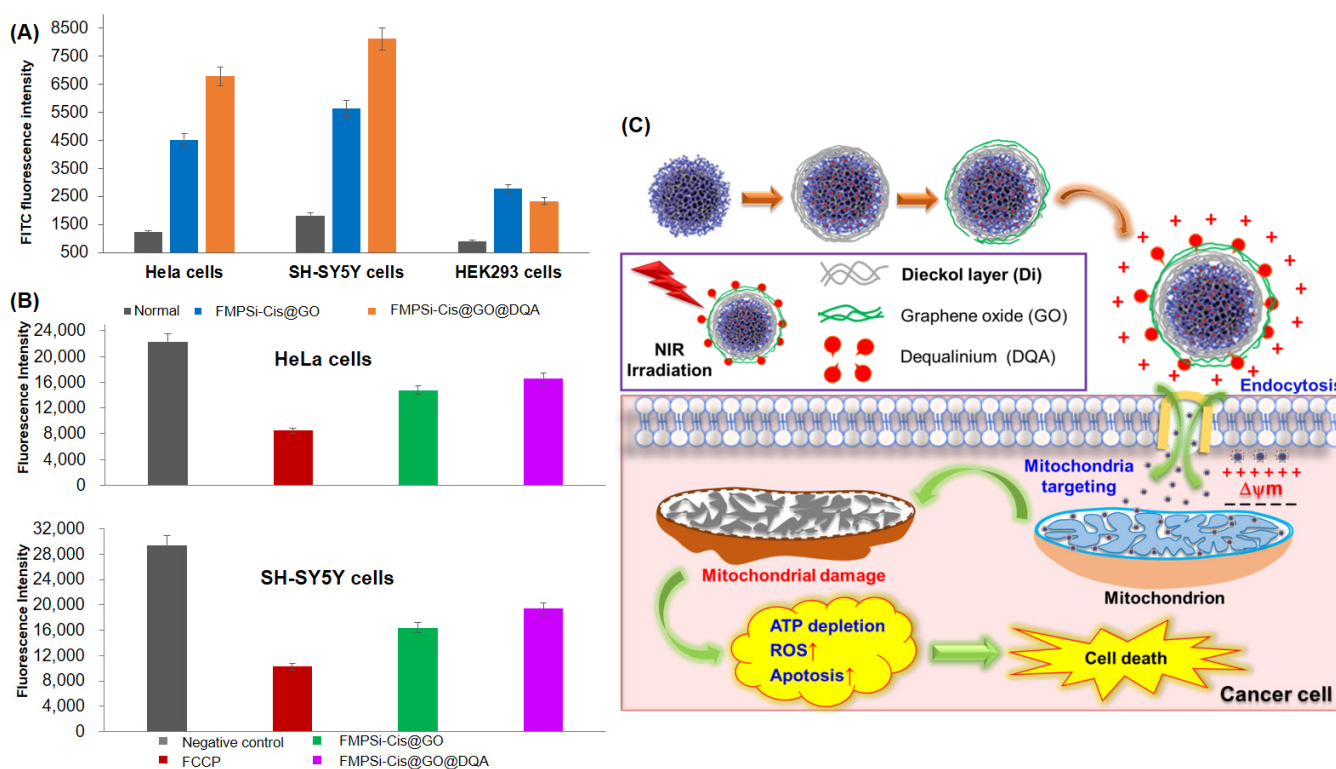 (A)
FITC fluorescence intensity
8500
7500
6500
5500
4500
3500
2500
1500
500
Hela cells
SH-SY5Y cells
HEK293 cells
Normal
FMPSi-Cis@GO
FMPSi-Cis@GO@DQA
(B)
Fluorescence Intensity
24,000
20,000
16,000
12,000
8,000
4,000
0
HeLa cells
Fluorescence Intensity
32,000
28,000
24,000
20,000
16,000
12,000
8,000
4,000
0
SH-SY5Y cells
Negative control
FMPSi-Cis@GO
FCCP
FMPSi-Cis@GO@DQA
(C)
NIR
Irradiation
Dieckol layer (Di)
Graphene oxide (GO)
Dequalinium (DQA)
+ + + + + + + + + + + + + + + +
Endocytosis
Mitochondria
targeting
+ + + + + +
Δψm
Mitochondrion
Mitochondrial damage
ATP depletion
ROS↑
Apotosis↑
Cell death
Cancer cell